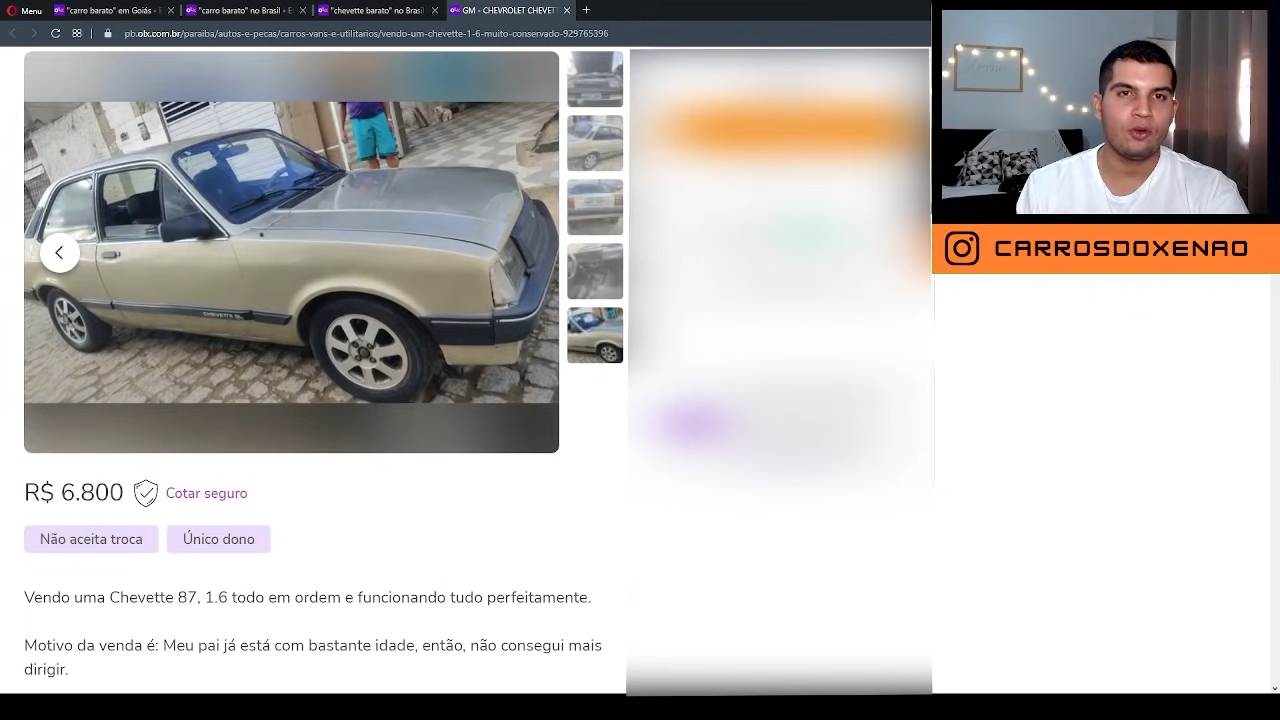 Menu
"carro barato" em Goiás - E
"carro barato" no Brasil - E
"chevette barato" no Brasil
GM - CHEVROLET CHEVETT
pb.olx.com.br/paraiba/autos-e-pecas/carros-vans-e-utilitarios/vendo-um-chevette-1-6-muito-conservado-929765396
CARROSDOXENAO
CHEVETTE SL
R$ 6.800
Cotar seguro
Não aceita troca
Único dono
Vendo uma Chevette 87, 1.6 todo em ordem e funcionando tudo perfeitamente.
Motivo da venda é: Meu pai já está com bastante idade, então, não consegui mais
dirigir.